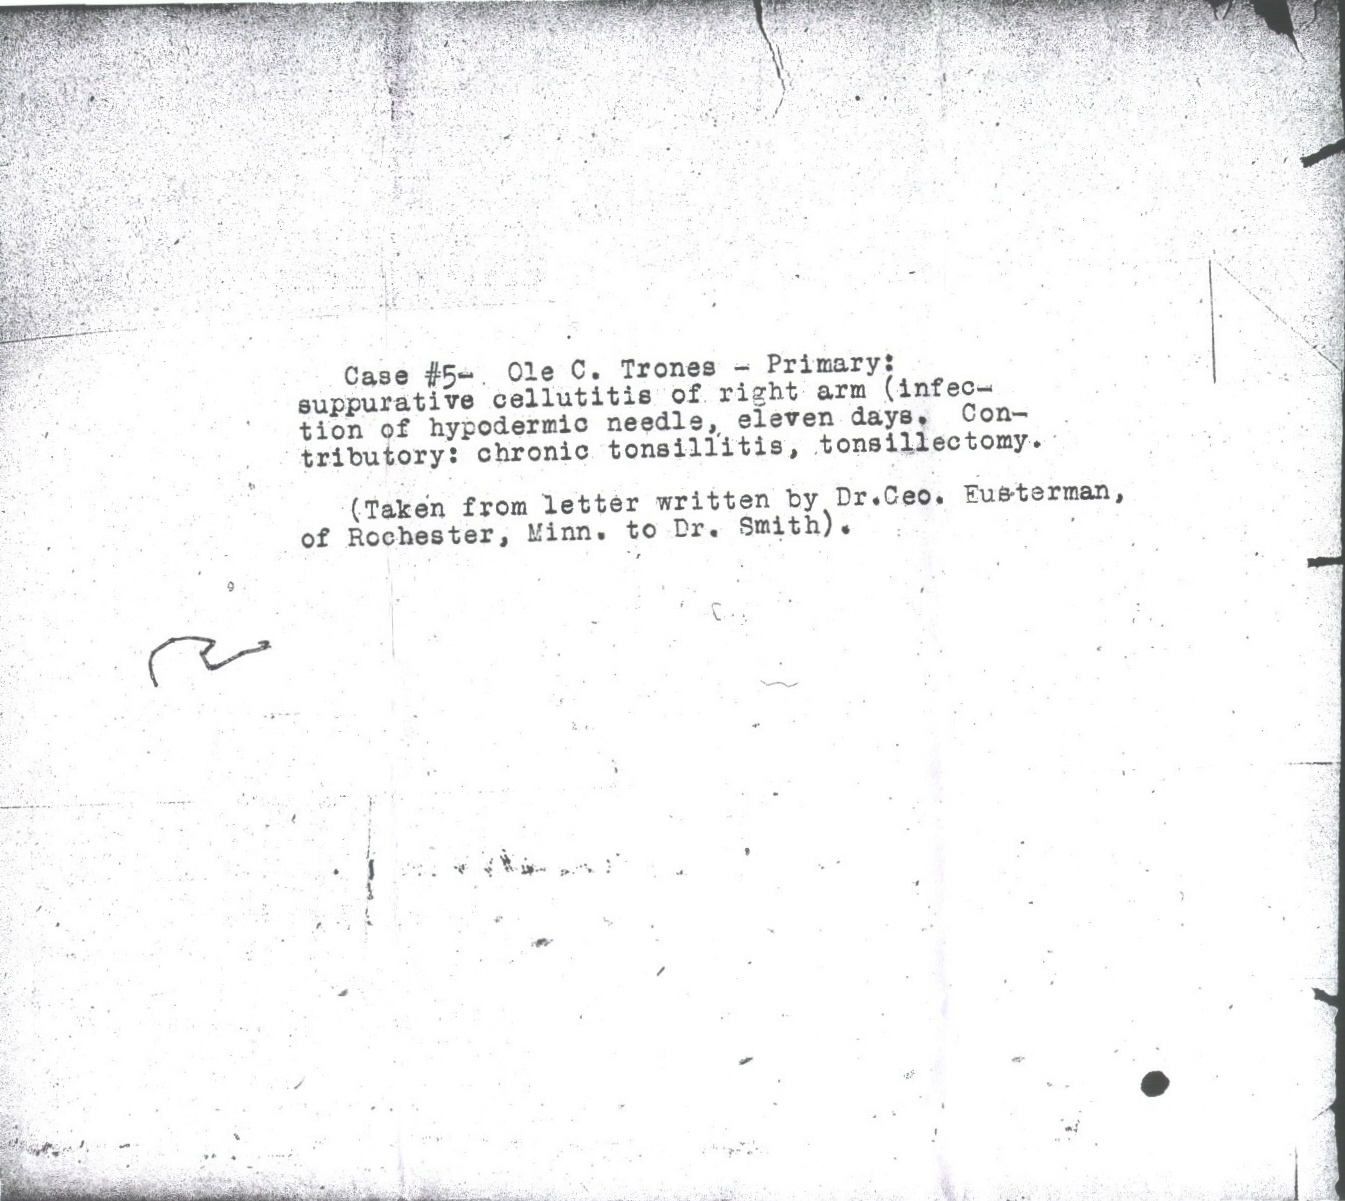 Case #5- Ole C. Trones - Primary:
suppurative cellutitis of right arm (infec-
tion of hypodermic needle, eleven days. Con-
tributory: chronic tonsillitis, tonsillectomy.
(Taken from letter written by Dr.Geo. Eusterman,
of Rochester, Minn. to Dr. Smith).